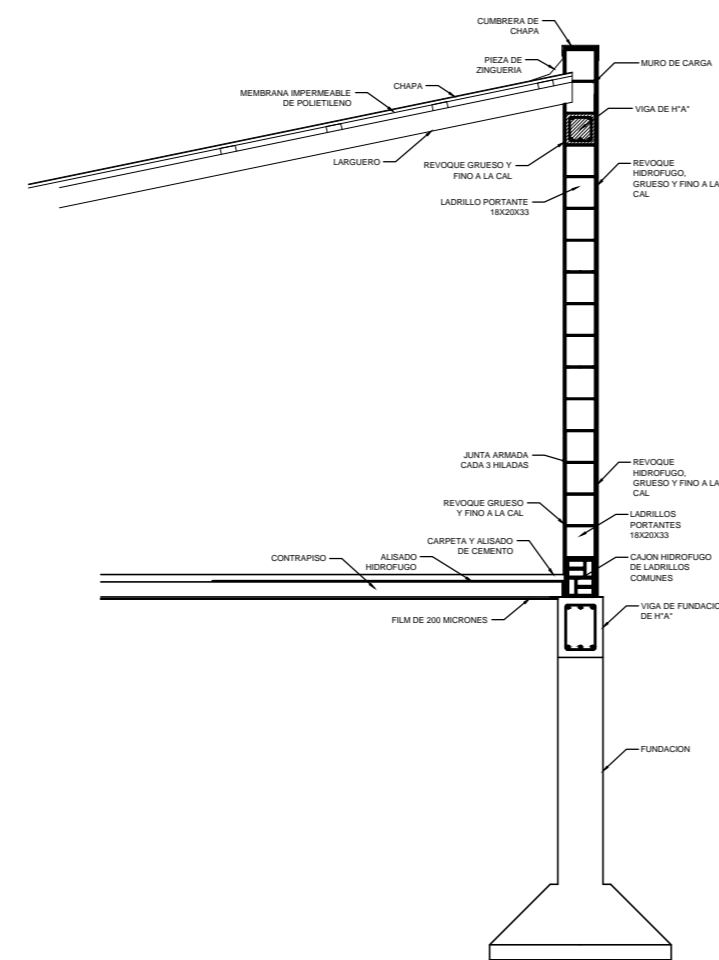 CUMBRERA DE
CHAPA
PIEZA DE
ZINGUERIA
MURO DE CARGA
CHAPA
MEMBRANA IMPERMEABLE
DE POLIETILENO
VIGA DE H"A"
LARGUERO
REVOQUE GRUESO Y
FINO A LA CAL
REVOQUE
HIDROFUGO,
GRUESO Y FINO A LA
CAL
LADRILLO PORTANTE
18X20X33
JUNTA ARMADA
CADA 3 HILADAS
REVOQUE
HIDROFUGO,
GRUESO Y FINO A LA
CAL
REVOQUE GRUESO
Y FINO A LA CAL
LADRILLOS
PORTANTES
18X20X33
CARPETA Y ALISADO
DE CEMENTO
CONTRAPISO
ALISADO
HIDROFUGO
CAJON HIDROFUGO
DE LADRILLOS
COMUNES
FILM DE 200 MICRONES
VIGA DE FUNDACIO
DE H"A"
FUNDACION